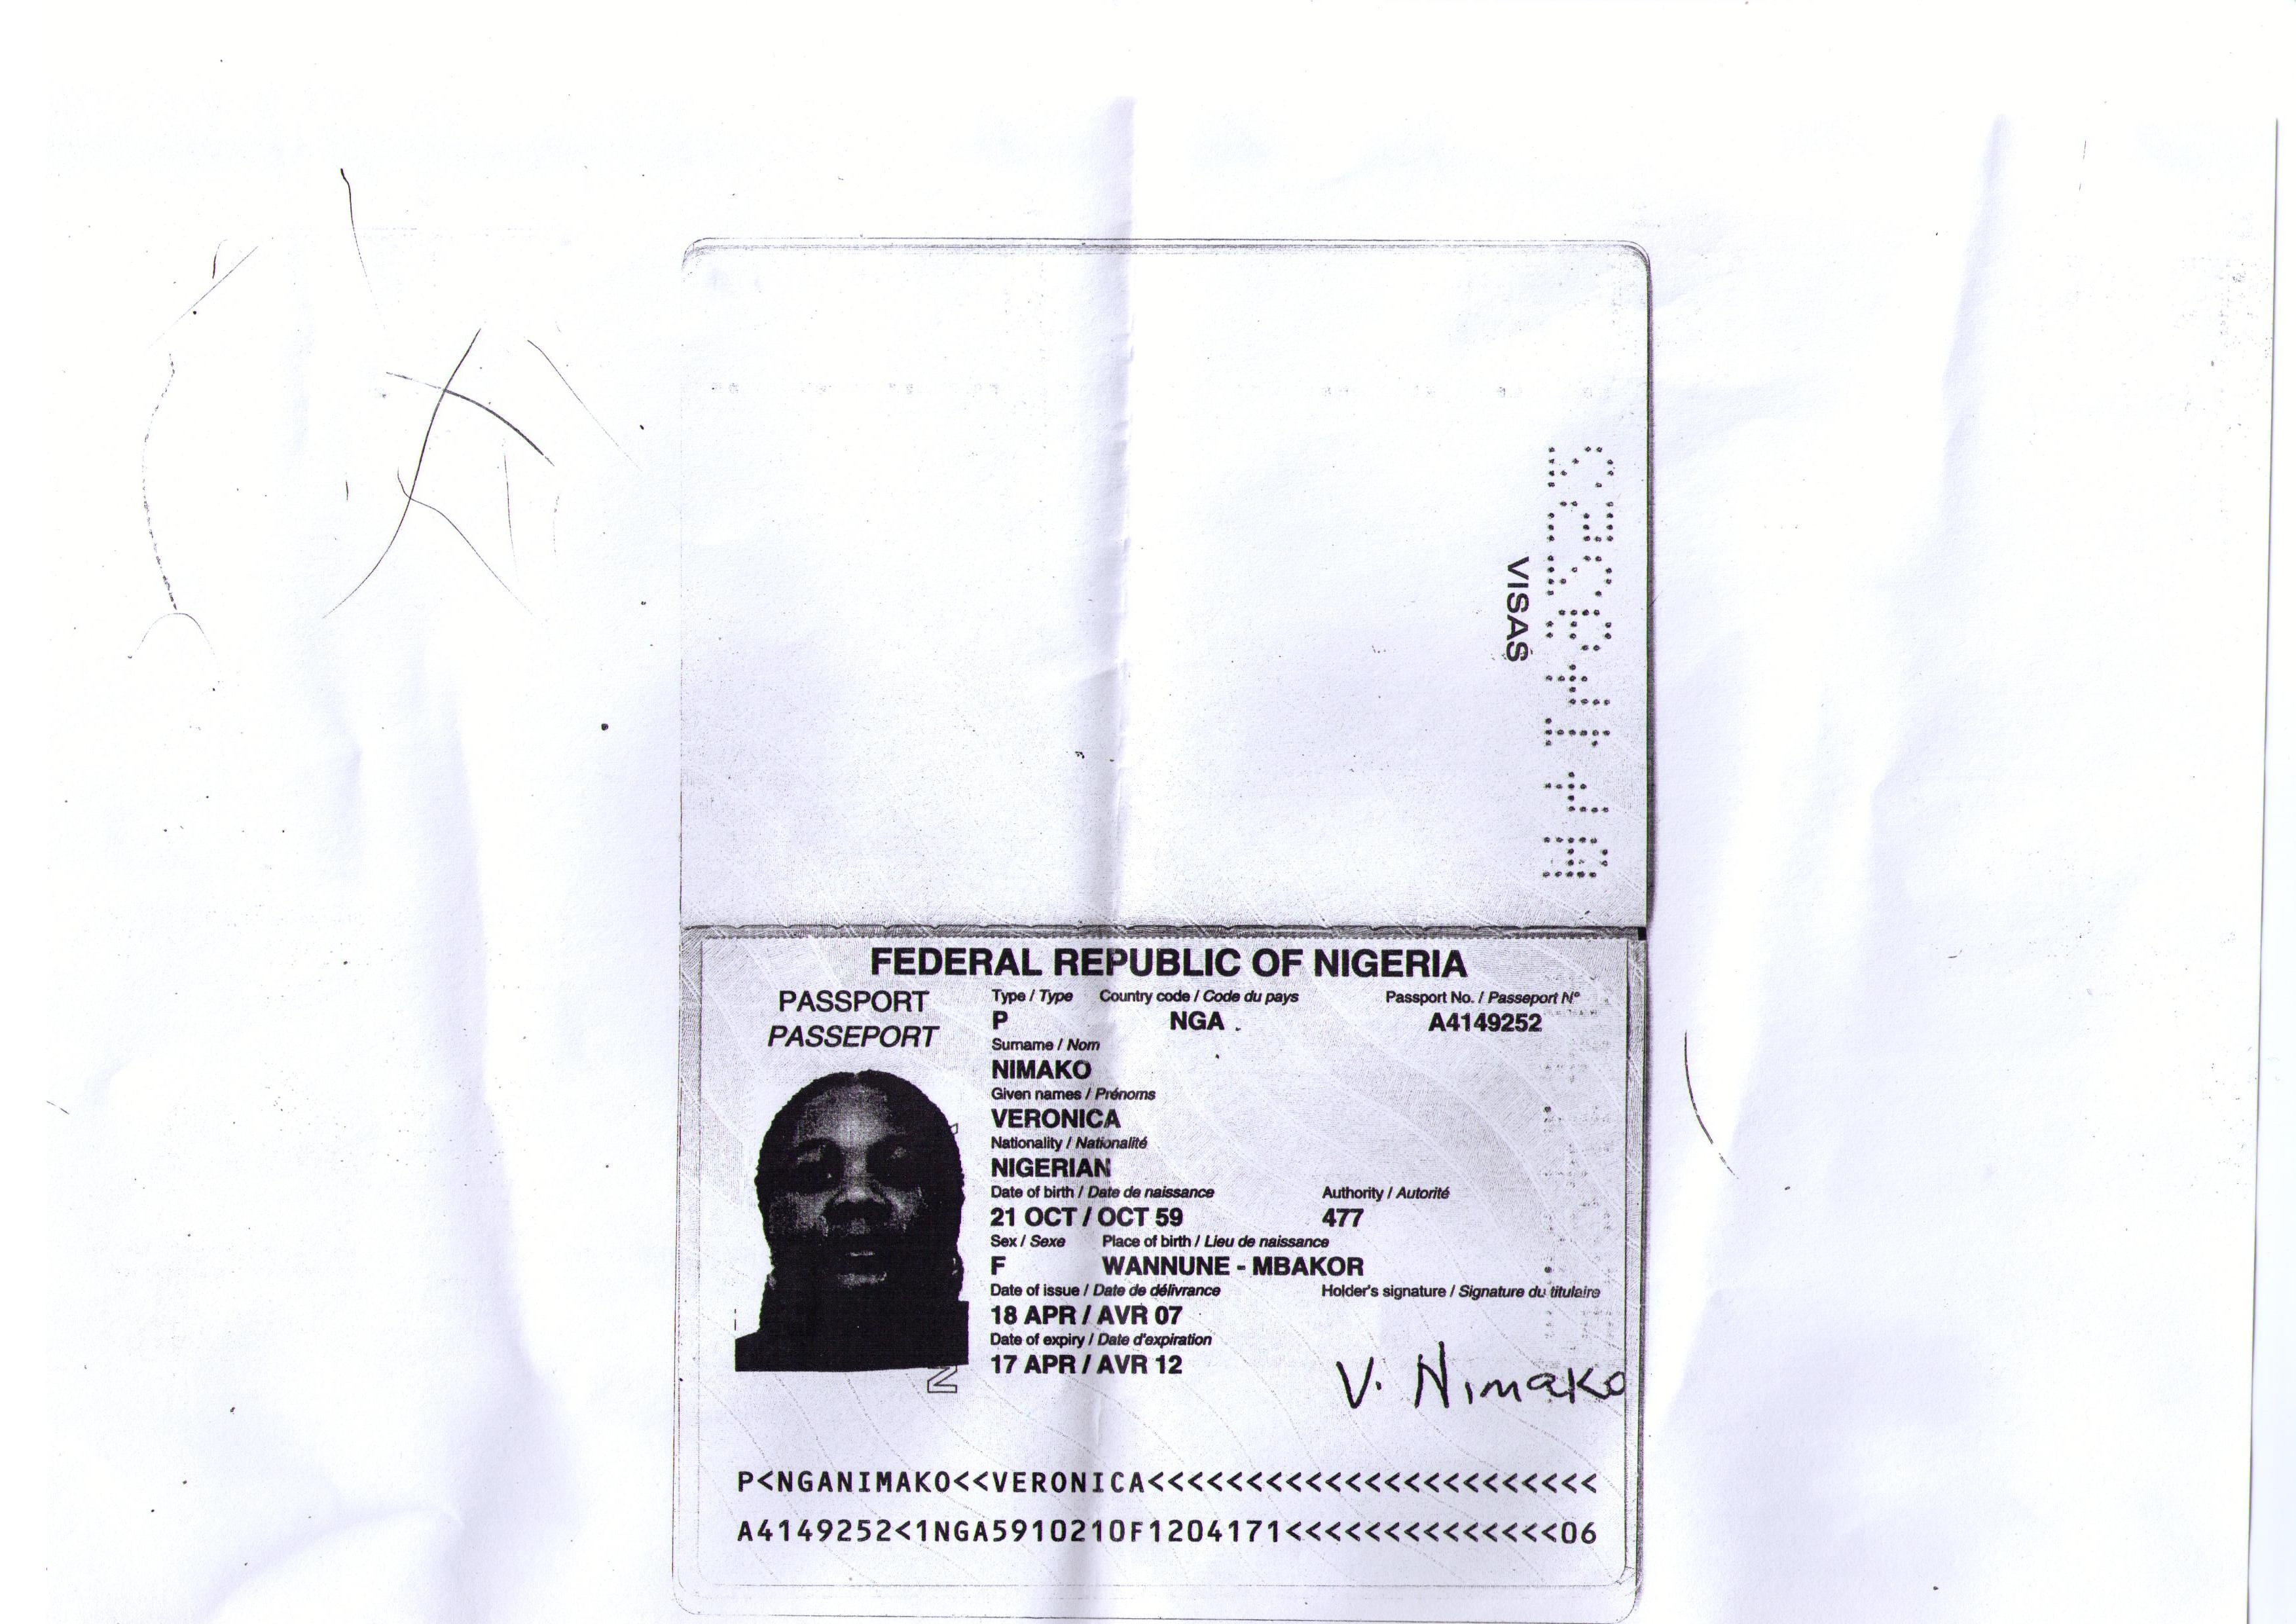 VISAS
FEDERAL REPUBLIC OF NIGERIA
PASSPORT
PASSEPORT
Type / Type Country code / Code du pays Passport No. / Passeport N°
P NGA A4149252
Surname / Nom
NIMAKO
Given names / Prénoms
VERONICA
Nationality / Nationalité
NIGERIAN
Date of birth / Date de naissance Authority / Autorité
21 OCT / OCT 59 477
Sex / Sexe Place of birth / Lieu de naissance
F WANNUNE - MBAKOR
Date of issue / Date de délivrance Holder's signature / Signature du titulaire
18 APR / AVR 07
Date of expiry / Date d'expiration
17 APR / AVR 12
V. Nimako
P<NGANIMAKO<<VERONICA<<<<<<<<<<<<<<<<<<<<<<<
A4149252<1NGA5910210F1204171<<<<<<<<<<<<<<06